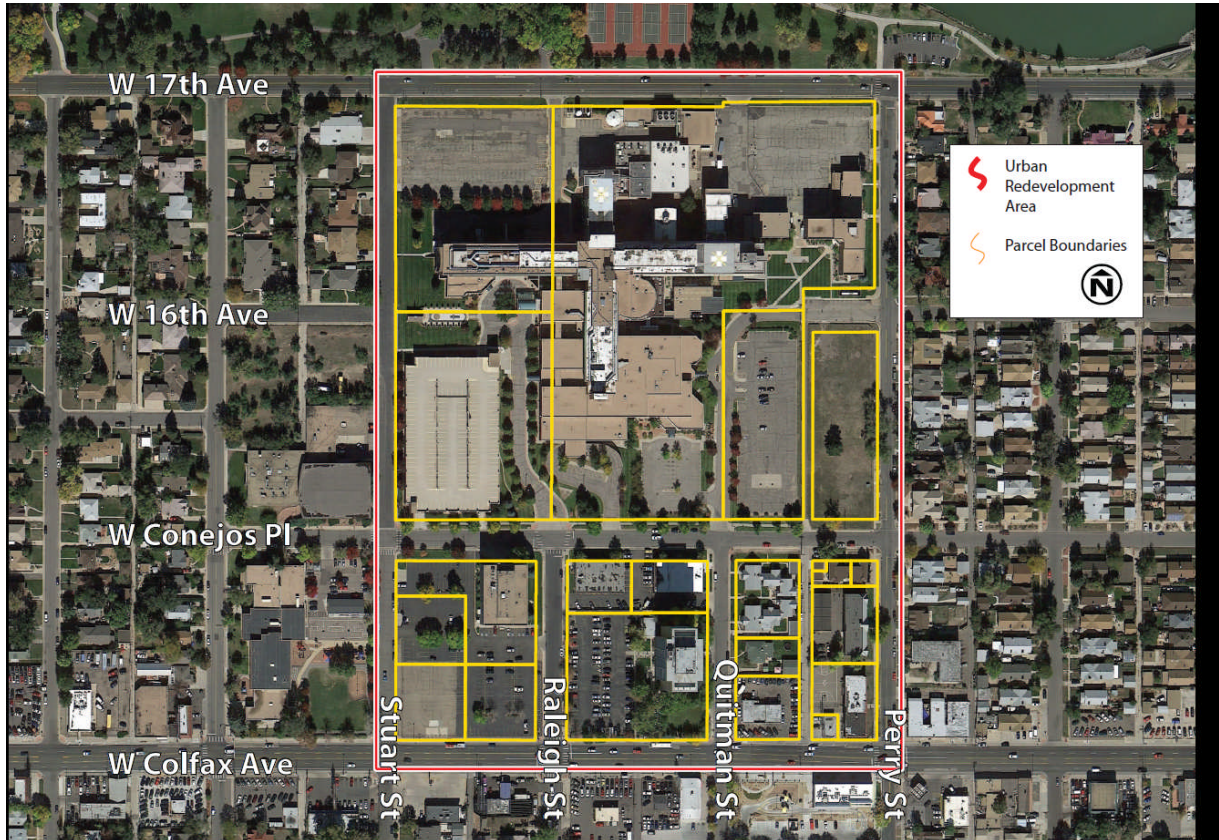 W 17th Ave
Urban
Redevelopment
Area
Parcel Boundaries
N
W 16th Ave
W Conejos Pl
Stuart St
Raleigh St
Quitman St
Perry St
W Colfax Ave